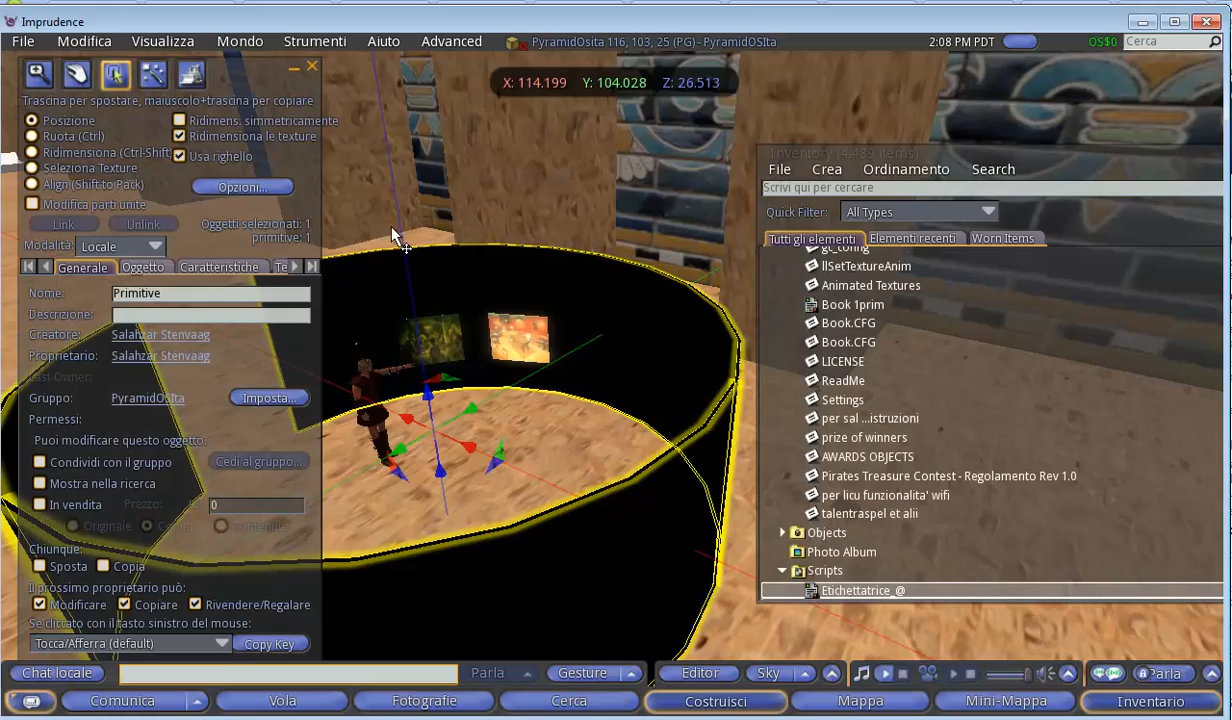 Imprudence
File Modifica Visualizza Mondo Strumenti Aiuto Advanced PyramidOsita 116, 103, 25 (PG) - PyramidOSIta 2:08 PM PDT OS$0 Cerca
X: 114.199 Y: 104.028 Z: 26.513
Trascina per spostare, maiuscolo+trascina per copiare
Posizione
Ridimens. simmetricamente
Ruota (Ctrl)
Ridimensiona le texture
Ridimensiona (Ctrl-Shift)
Usa righello
Seleziona Texture
Align (Shift to Pack)
Opzioni...
Modifica parti unite
Link Unlink Oggetti selezionati: 1
primitive: 1
Modalità: Locale
Generale Oggetto Caratteristiche Te
Nome: Primitive
Descrizione:
Creatore: Salahzar Stenvaag
Proprietario: Salahzar Stenvaag
Last Owner:
Gruppo: PyramidOSIta Imposta...
Permessi:
Puoi modificare questo oggetto.
Condividi con il gruppo Cedi al gruppo...
Mostra nella ricerca
In vendita Prezzo: 0
Originale Copia Contenuto
Chiunque:
Sposta Copia
Il prossimo proprietario può:
Modificare Copiare Rivendere/Regalare
Se cliccato con il tasto sinistro del mouse:
Tocca/Afferra (default) Copy Key
Inventory (4,489 items)
File Crea Ordinamento Search
Scrivi qui per cercare
Quick Filter: All Types
Tutti gli elementi Elementi recenti Worn Items
gc_config
llSetTextureAnim
Animated Textures
Book 1prim
Book.CFG
Book.CFG
LICENSE
ReadMe
Settings
per sal ...istruzioni
prize of winners
AWARDS OBJECTS
Pirates Treasure Contest - Regolamento Rev 1.0
per licu funzionalita' wifi
talentraspel et alii
Objects
Photo Album
Scripts
Etichettatrice_@
Chat locale Parla Gesture Editor Sky Parla
Comunica Vola Fotografie Cerca Costruisci Mappa Mini-Mappa Inventario